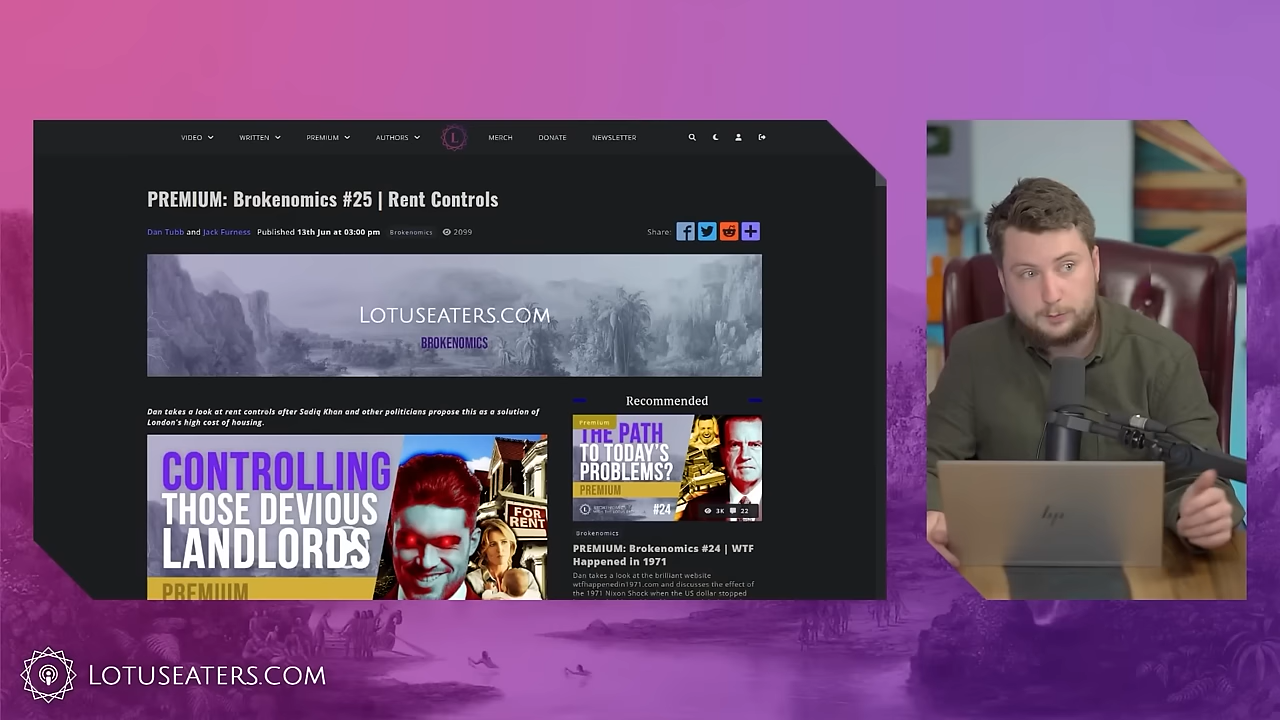 VIDEO WRITTEN PREMIUM AUTHORS L MERCH DONATE NEWSLETTER
PREMIUM: Brokenomics #25 | Rent Controls
Dan Tubb and Jack Furness Published 13th Jun at 03:00 pm Brokenomics 2099
Share:
LOTUSEATERS.COM
BROKENOMICS
Dan takes a look at rent controls after Sadiq Khan and other politicians propose this as a solution of
London's high cost of housing.
CONTROLLING
THOSE DEVIOUS
LANDLORDS
PREMIUM
FOR
RENT
Recommended
Premium
THE PATH
TO TODAY'S
PROBLEMS?
PREMIUM
#24
3K 22
Brokenomics
PREMIUM: Brokenomics #24 | WTF
Happened in 1971
Dan takes a look at the brilliant website
wtfhappenedin1971.com and discusses the effect of
the 1971 Nixon Shock when the US dollar stopped
hp
LOTUSEATERS.COM